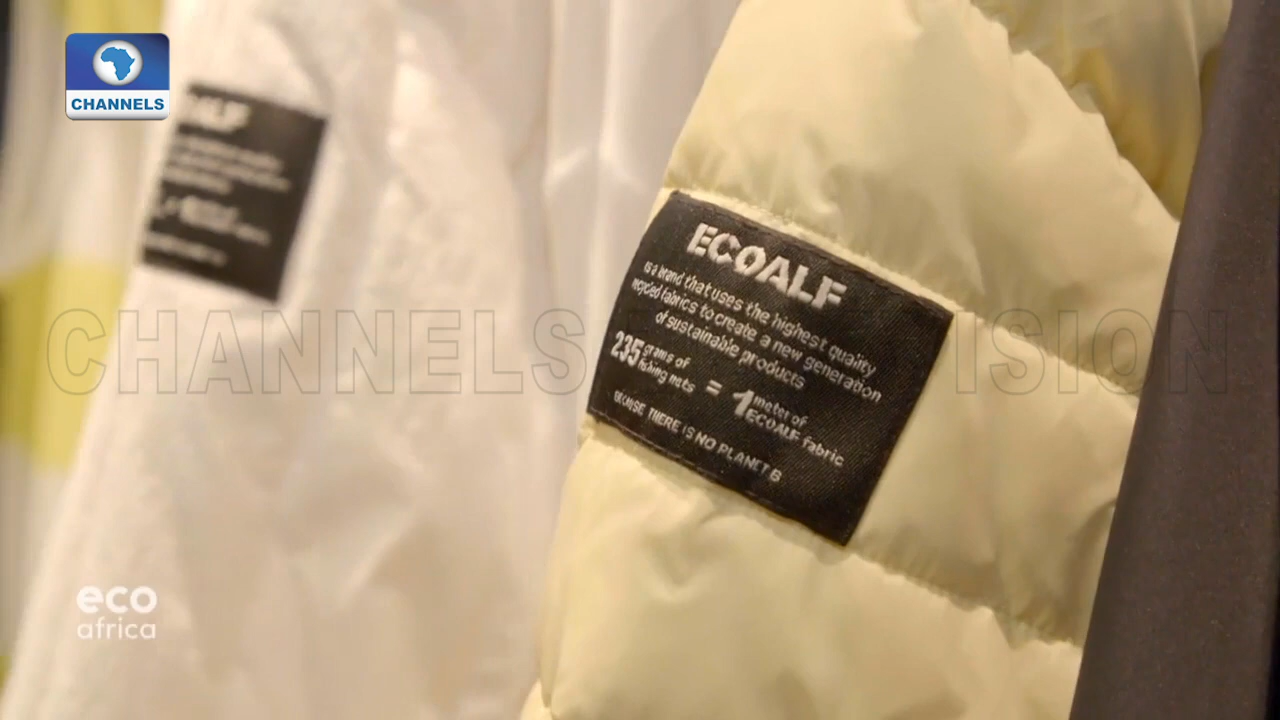 CHANNELS
ALF
ECOALF
is a brand that uses the highest quality
recycled fabrics to create a new generation
of sustainable products
235 grams of
fishing nets = 1 meter of
ECOALF fabric
BECAUSE THERE IS NO PLANET B
CHANNELS ISION
eco
africa